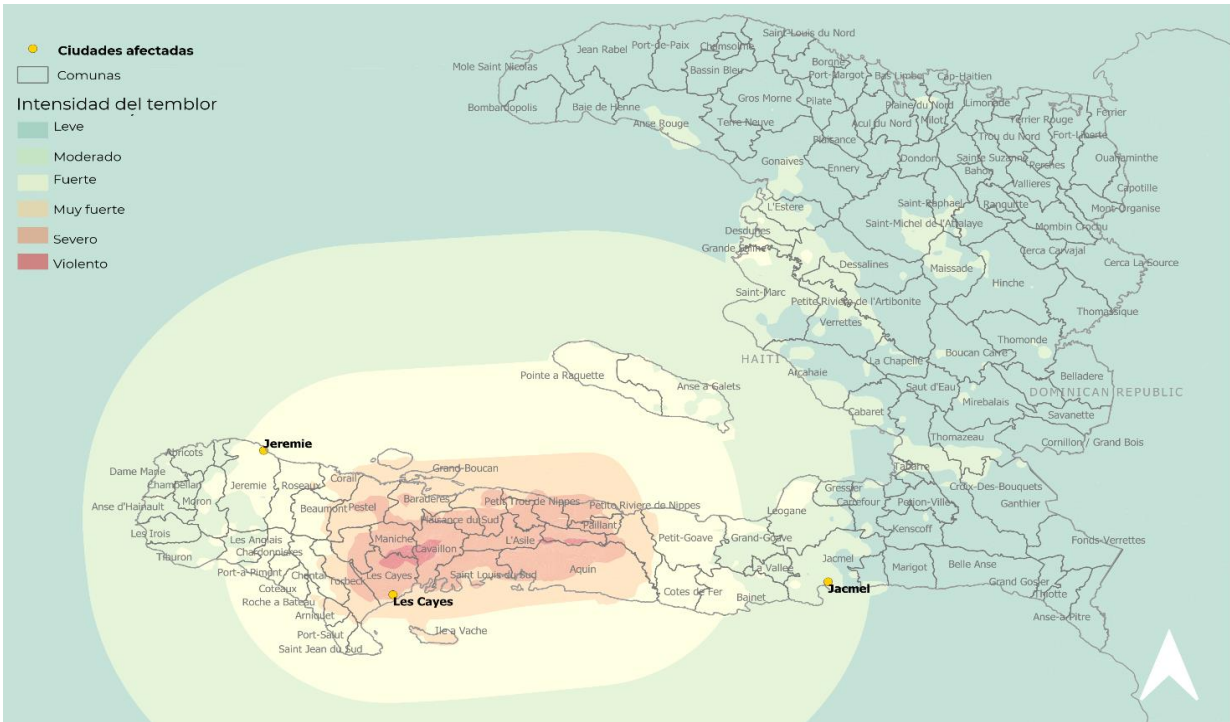 Ciudades afectadas
Comunas
Intensidad del temblor
Leve
Moderado
Fuerte
Muy fuerte
Severo
Violento
Saint-Louis du Nord
Port-de-Paix
Chamsolme
Jean Rabel
Mole Saint Nicolas
Bassin Bleu
Borgne
Port-Margot
Bas Limbe
Cap-Haitien
Bombardopolis
Baie de Henne
Gros Morne
Pilate
Plaine du Nord
Limonade
Ferrier
Anse Rouge
Terre Neuve
Acul du Nord
Milot
Terrier Rouge
Trou du Nord
Fort-Liberte
Plaisance
Gonaives
Ennery
Dondon
Sainte Suzanne
Bahon
Perches
Ouanaminthe
Vallieres
Capotille
L'Estere
Saint-Raphael
Ranquitte
Mont-Organise
Desdunes
Saint-Michel de l'Attalaye
Mombin Crochu
Grande Saline
Cerca Carvajal
Dessalines
Maissade
Cerca La Source
Hinche
Saint-Marc
Petite Riviere de l'Artibonite
Verrettes
Thomassique
Thomonde
HAITI
La Chapelle
Boucan Carre
Pointe a Raquette
Arcahaie
Anse a Galets
Saut d'Eau
Belladere
DOMINICAN REPUBLIC
Mirebalais
Cabaret
Savanette
Thomazeau
Cornillon / Grand Bois
Jeremie
Abricots
Dame Marie
Chambellan
Jeremie
Roseaux
Corail
Grand-Boucan
Tabarre
Moron
Anse d'Hainault
Beaumont
Pestel
Baraderes
Petit Trou de Nippes
Petite Riviere de Nippes
Gressier
Carrefour
Petion-Ville
Croix-Des-Bouquets
Ganthier
Leogane
Les Irois
Plaisance du Sud
Paillant
Kenscoff
Les Anglais
Maniche
L'Asile
Petit-Goave
Grand-Goave
Fonds-Verrettes
Tiburon
Chardonnieres
Cavaillon
Jacmel
Port-a-Piment
Chantal
Torbeck
Les Cayes
Saint Louis du Sud
Aquin
La Vallee
Marigot
Belle Anse
Coteaux
Grand Gosier
Roche a Bateau
Les Cayes
Cotes de Fer
Bainet
Jacmel
Thiotte
Arniquet
Anse-a-Pitre
Port-Salut
Ile a Vache
Saint Jean du Sud